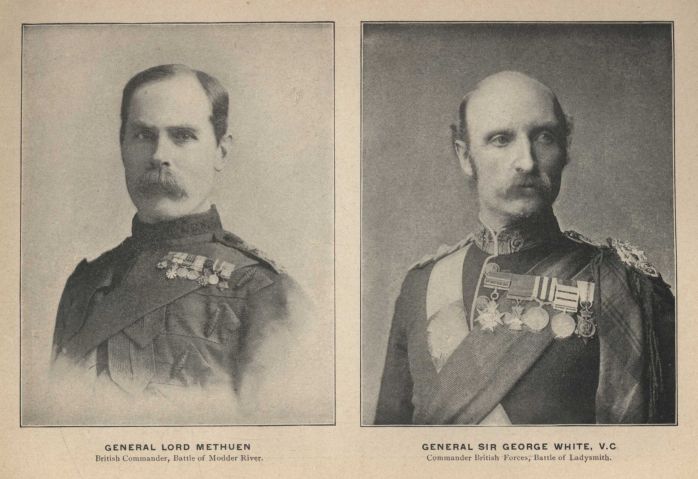 GENERAL LORD METHUEN
British Commander, Battle of Modder River.
GENERAL SIR GEORGE WHITE, V.C
Commander British Forces, Battle of Ladysmith.